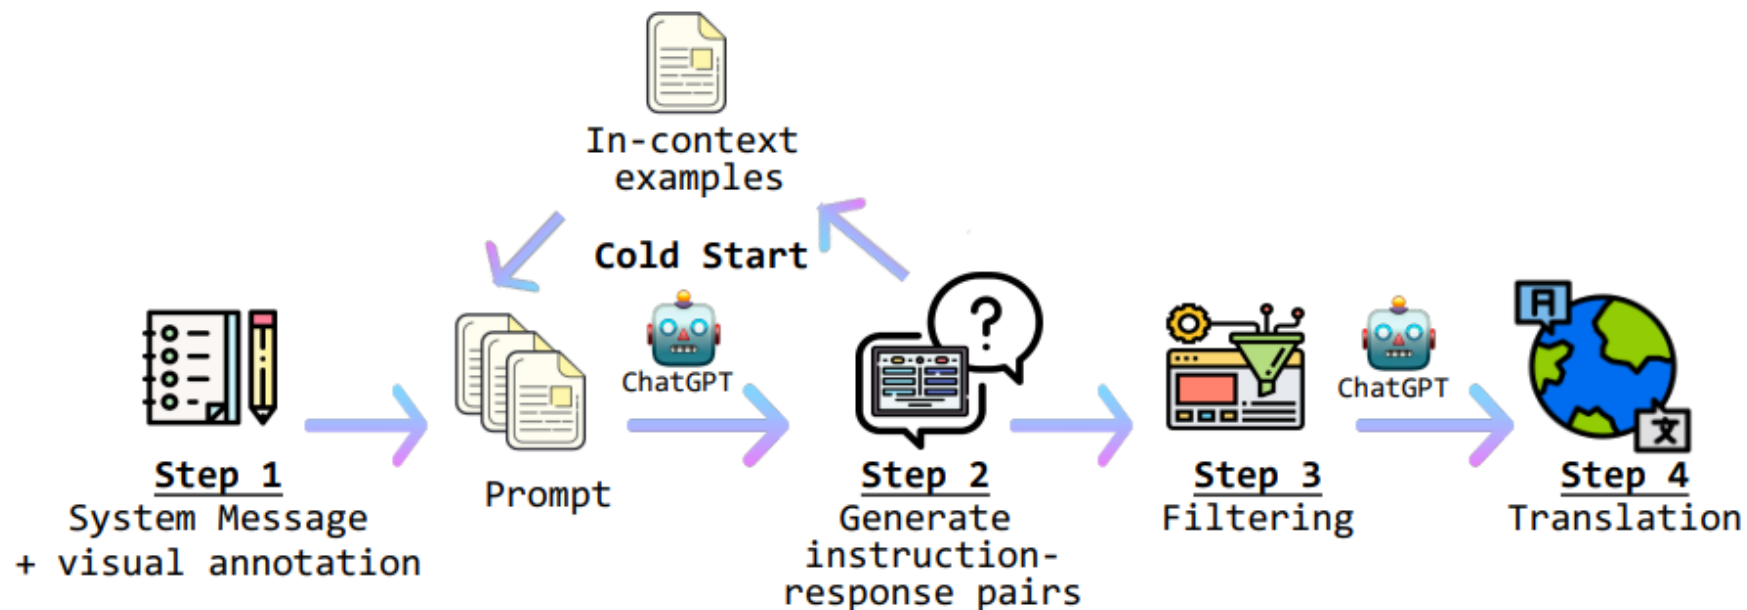 In-context
examples
Cold Start
ChatGPT
ChatGPT
Step 1
System Message
+ visual annotation
Prompt
Step 2
Generate
instruction-
response pairs
Step 3
Filtering
Step 4
Translation
A
文
?